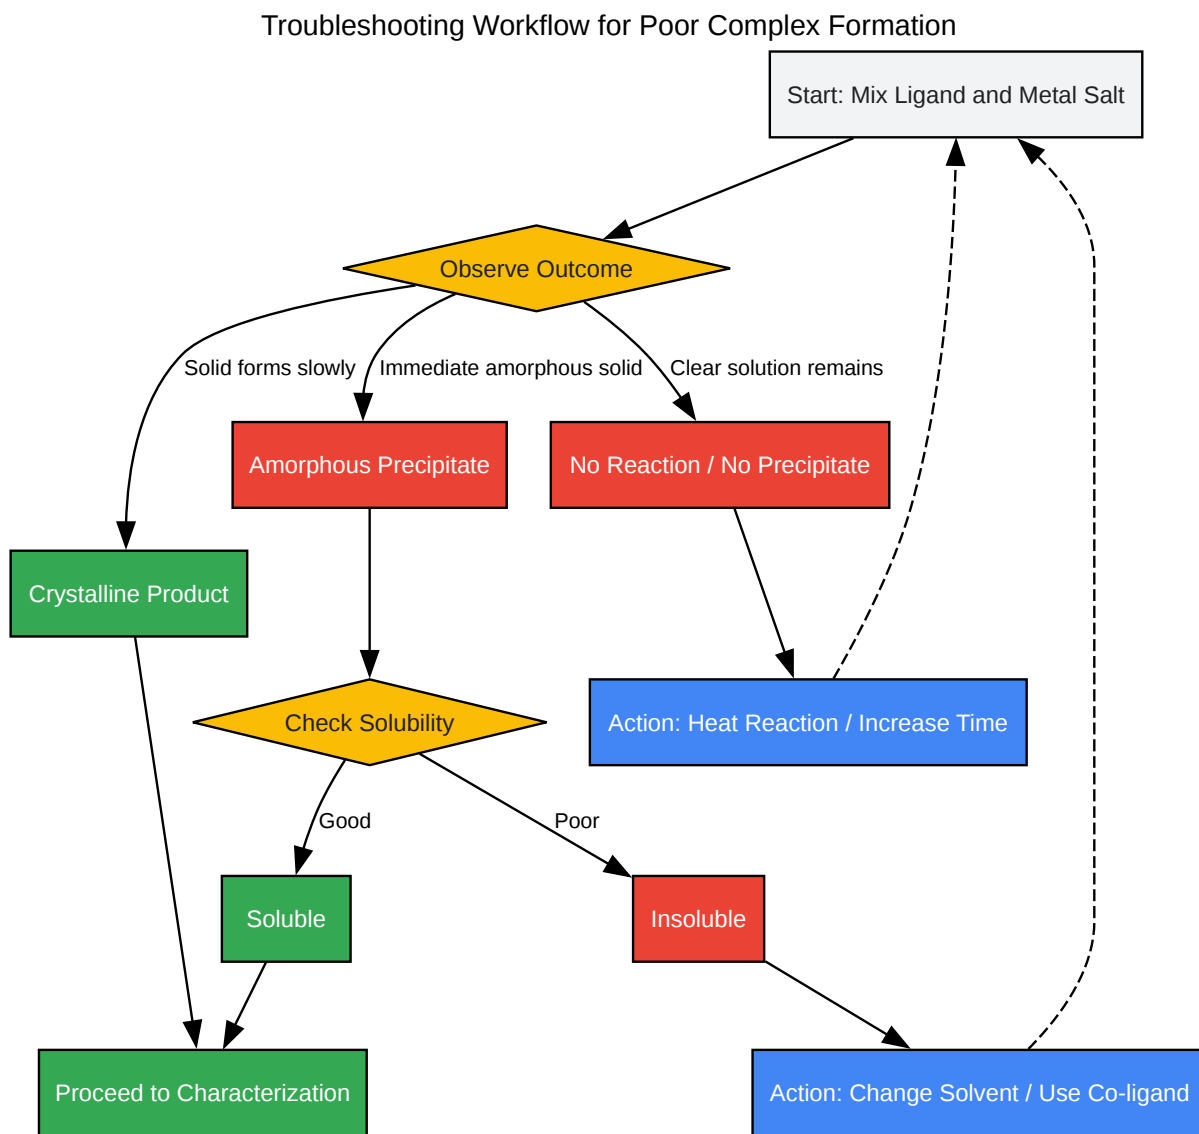 Troubleshooting Workflow for Poor Complex Formation
Start: Mix Ligand and Metal Salt
Observe Outcome
Solid forms slowly
Immediate amorphous solid
Clear solution remains
Amorphous Precipitate
No Reaction / No Precipitate
Crystalline Product
Check Solubility
Action: Heat Reaction / Increase Time
Good
Poor
Soluble
Insoluble
Proceed to Characterization
Action: Change Solvent / Use Co-ligand